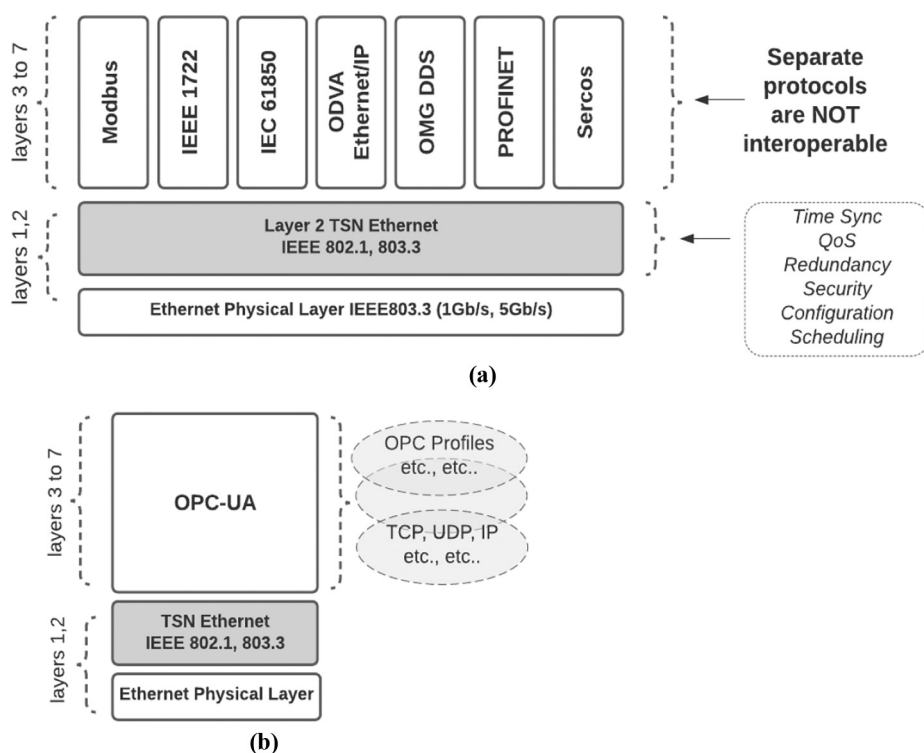 layers 3 to 7
Modbus
IEEE 1722
IEC 61850
ODVA
Ethernet/IP
OMG DDS
PROFINET
Sercos
Separate
protocols
are NOT
interoperable
layers 1,2
Layer 2 TSN Ethernet
IEEE 802.1, 803.3
Ethernet Physical Layer IEEE803.3 (1Gb/s, 5Gb/s)
Time Sync
QoS
Redundancy
Security
Configuration
Scheduling
(a)
layers 3 to 7
OPC-UA
OPC Profiles
etc., etc..
TCP, UDP, IP
etc., etc..
layers 1,2
TSN Ethernet
IEEE 802.1, 803.3
Ethernet Physical Layer
(b)